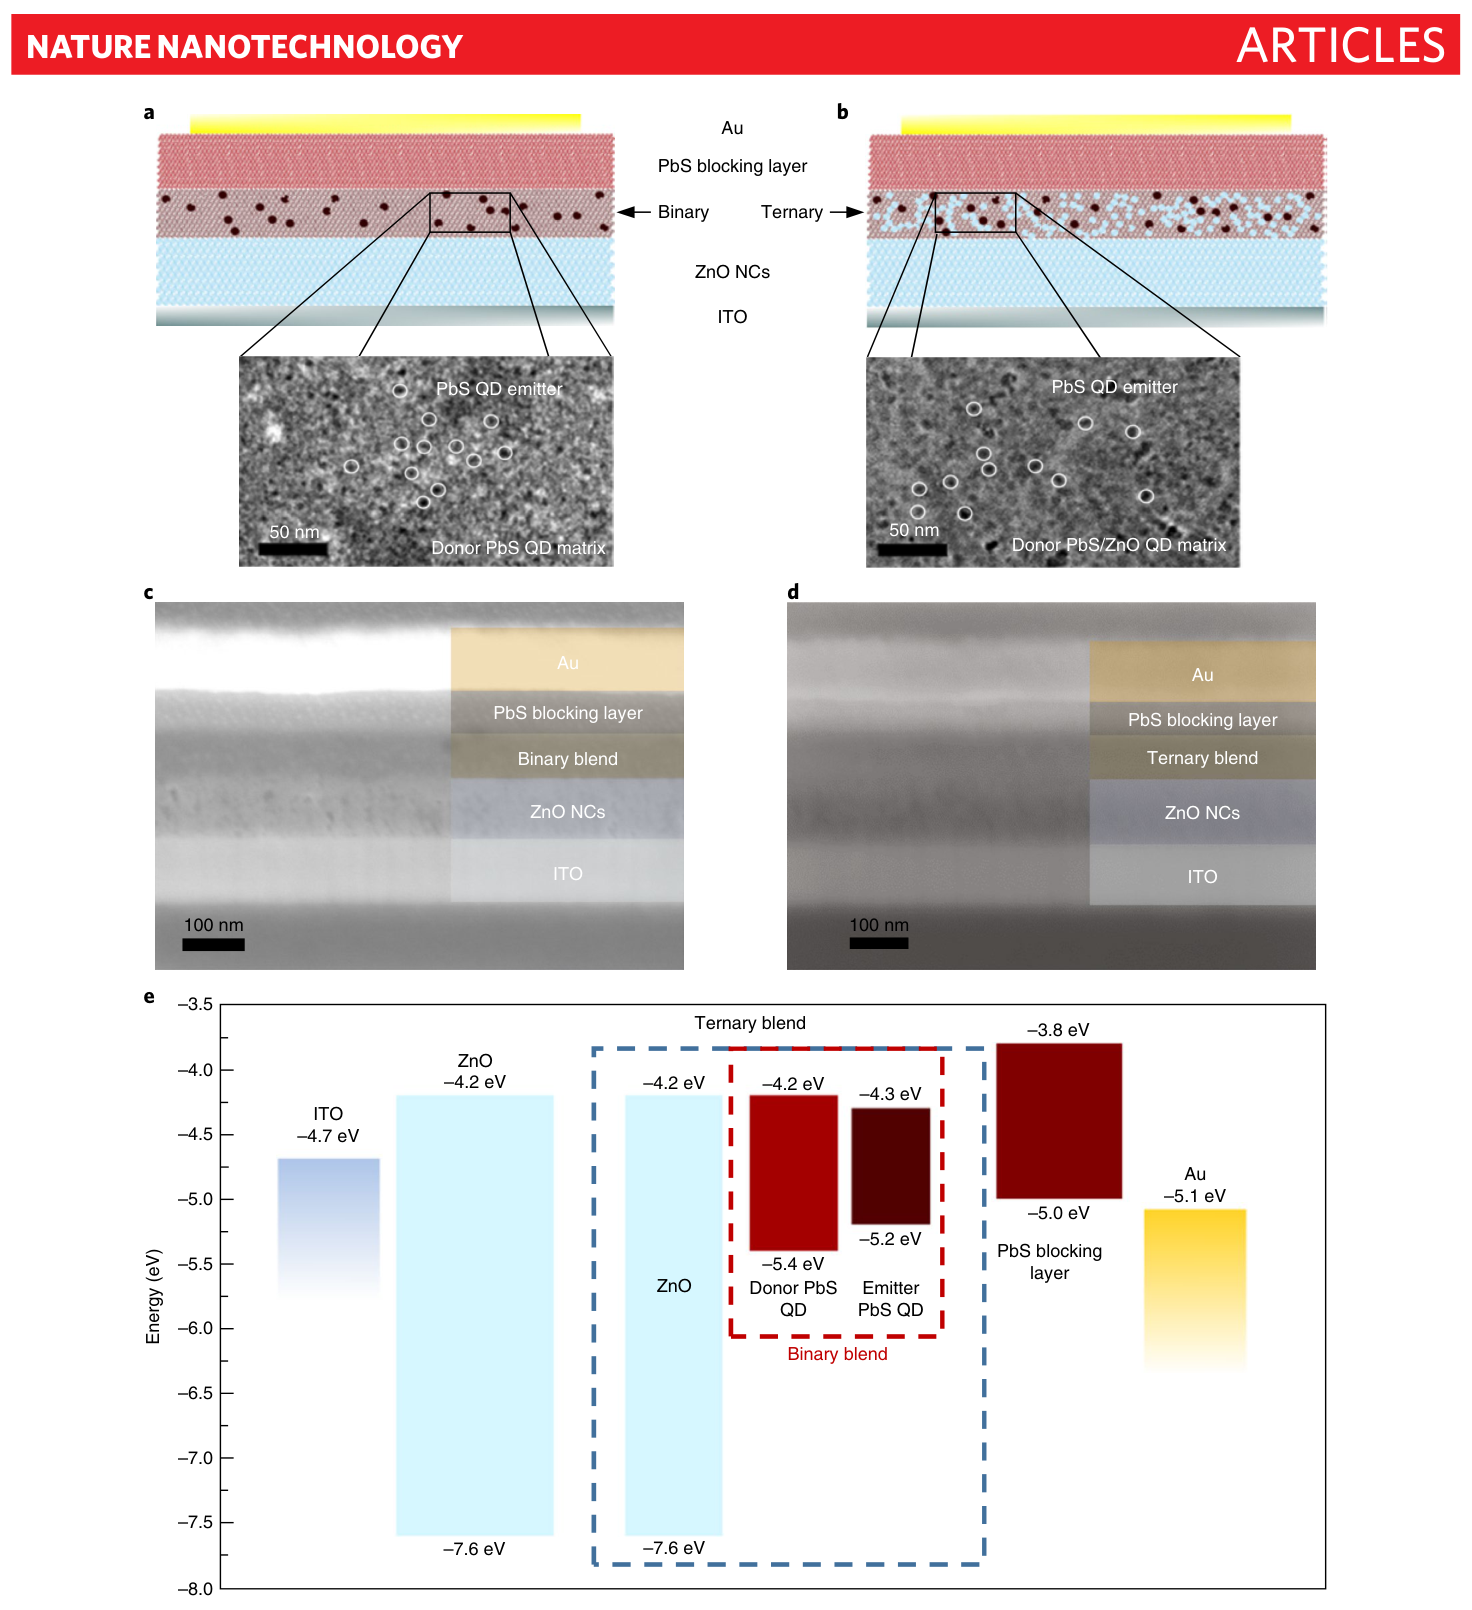 NATURE NANOTECHNOLOGY
ARTICLES
a
b
Au
PbS blocking layer
Binary
Ternary
ZnO NCs
ITO
PbS QD emitter
50 nm
Donor PbS QD matrix
PbS QD emitter
50 nm
Donor PbS/ZnO QD matrix
c
Au
PbS blocking layer
Binary blend
ZnO NCs
ITO
100 nm
d
Au
PbS blocking layer
Ternary blend
ZnO NCs
ITO
100 nm
e
Energy (eV)
–3.5
–4.0
–4.5
–5.0
–5.5
–6.0
–6.5
–7.0
–7.5
–8.0
ITO
–4.7 eV
ZnO
–4.2 eV
–7.6 eV
Ternary blend
–4.2 eV
ZnO
–7.6 eV
–4.2 eV
–5.4 eV
Donor PbS
QD
–4.3 eV
–5.2 eV
Emitter
PbS QD
Binary blend
–3.8 eV
–5.0 eV
PbS blocking
layer
Au
–5.1 eV